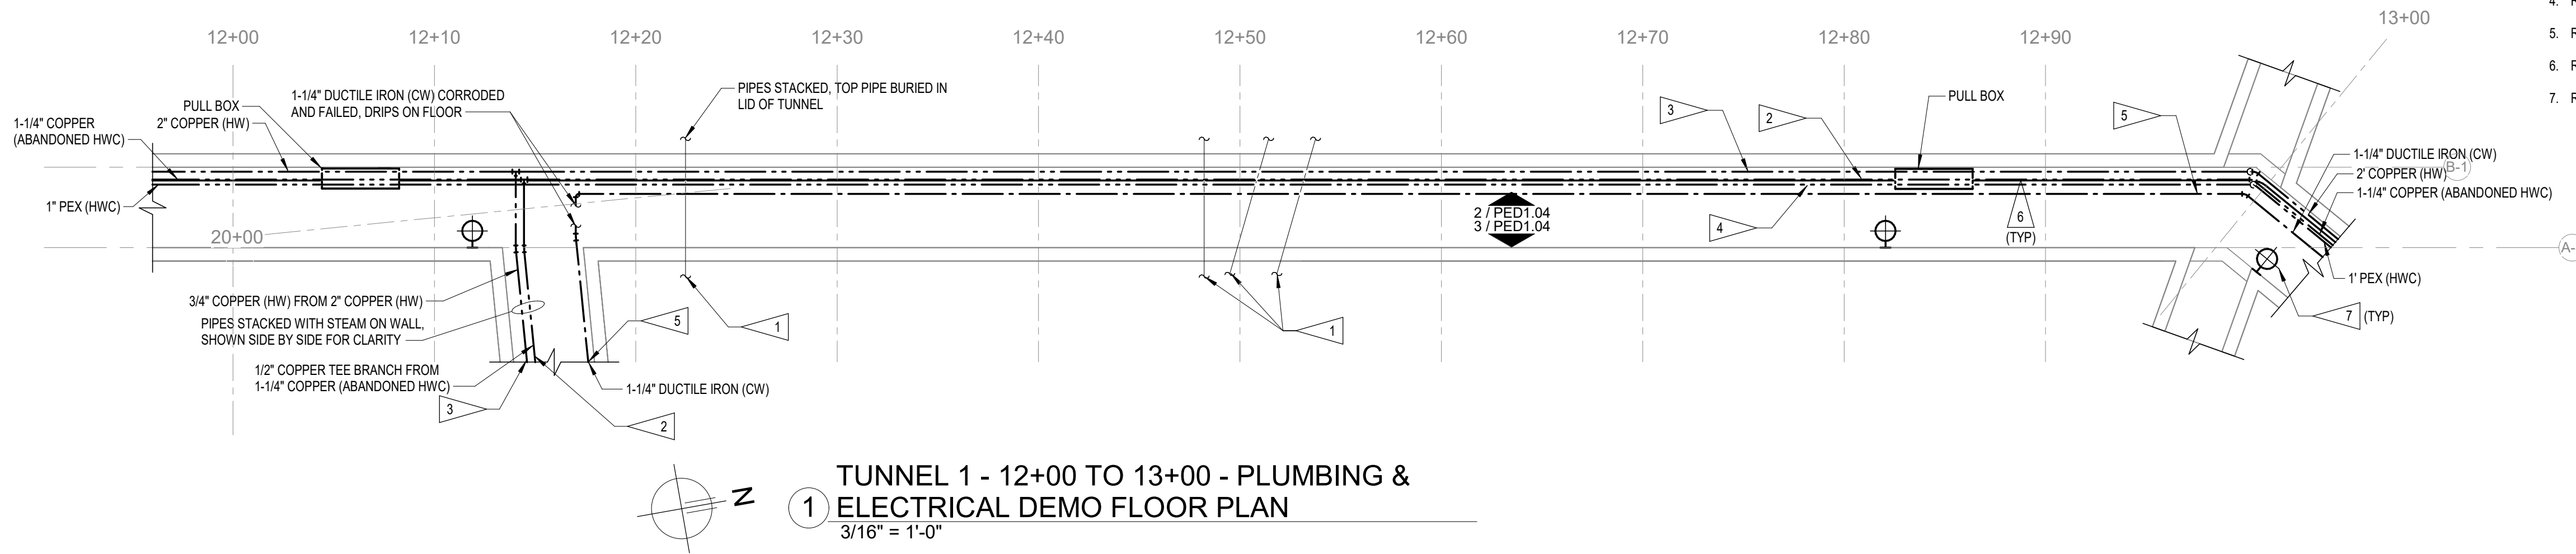 12+00
12+10
12+20
12+30
12+40
12+50
12+60
12+70
12+80
12+90
13+00
4. R
5. R
6. R
7. R
1-1/4" COPPER
(ABANDONED HWC)
PULL BOX
2" COPPER (HW)
1-1/4" DUCTILE IRON (CW) CORRODED
AND FAILED, DRIPS ON FLOOR
PIPES STACKED, TOP PIPE BURIED IN
LID OF TUNNEL
3
2
PULL BOX
5
1" PEX (HWC)
20+00
2 / PED1.04
3 / PED1.04
4
6
(TYP)
1-1/4" DUCTILE IRON (CW)
B-1
2' COPPER (HW)
1-1/4" COPPER (ABANDONED HWC)
A-
1' PEX (HWC)
7 (TYP)
3/4" COPPER (HW) FROM 2" COPPER (HW)
PIPES STACKED WITH STEAM ON WALL,
SHOWN SIDE BY SIDE FOR CLARITY
5
1
1
1/2" COPPER TEE BRANCH FROM
1-1/4" COPPER (ABANDONED HWC)
1-1/4" DUCTILE IRON (CW)
3
2
N
1
TUNNEL 1 - 12+00 TO 13+00 - PLUMBING &
ELECTRICAL DEMO FLOOR PLAN
3/16" = 1'-0"